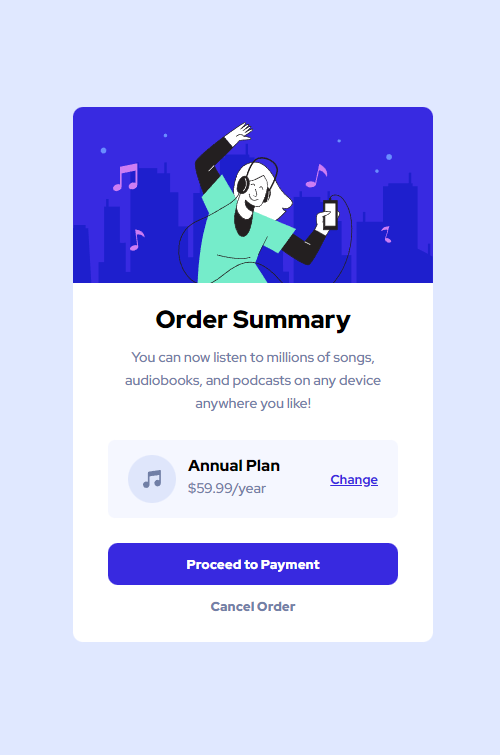 Order Summary
You can now listen to millions of songs,
audiobooks, and podcasts on any device
anywhere you like!
Annual Plan
$59.99/year
Change
Proceed to Payment
Cancel Order